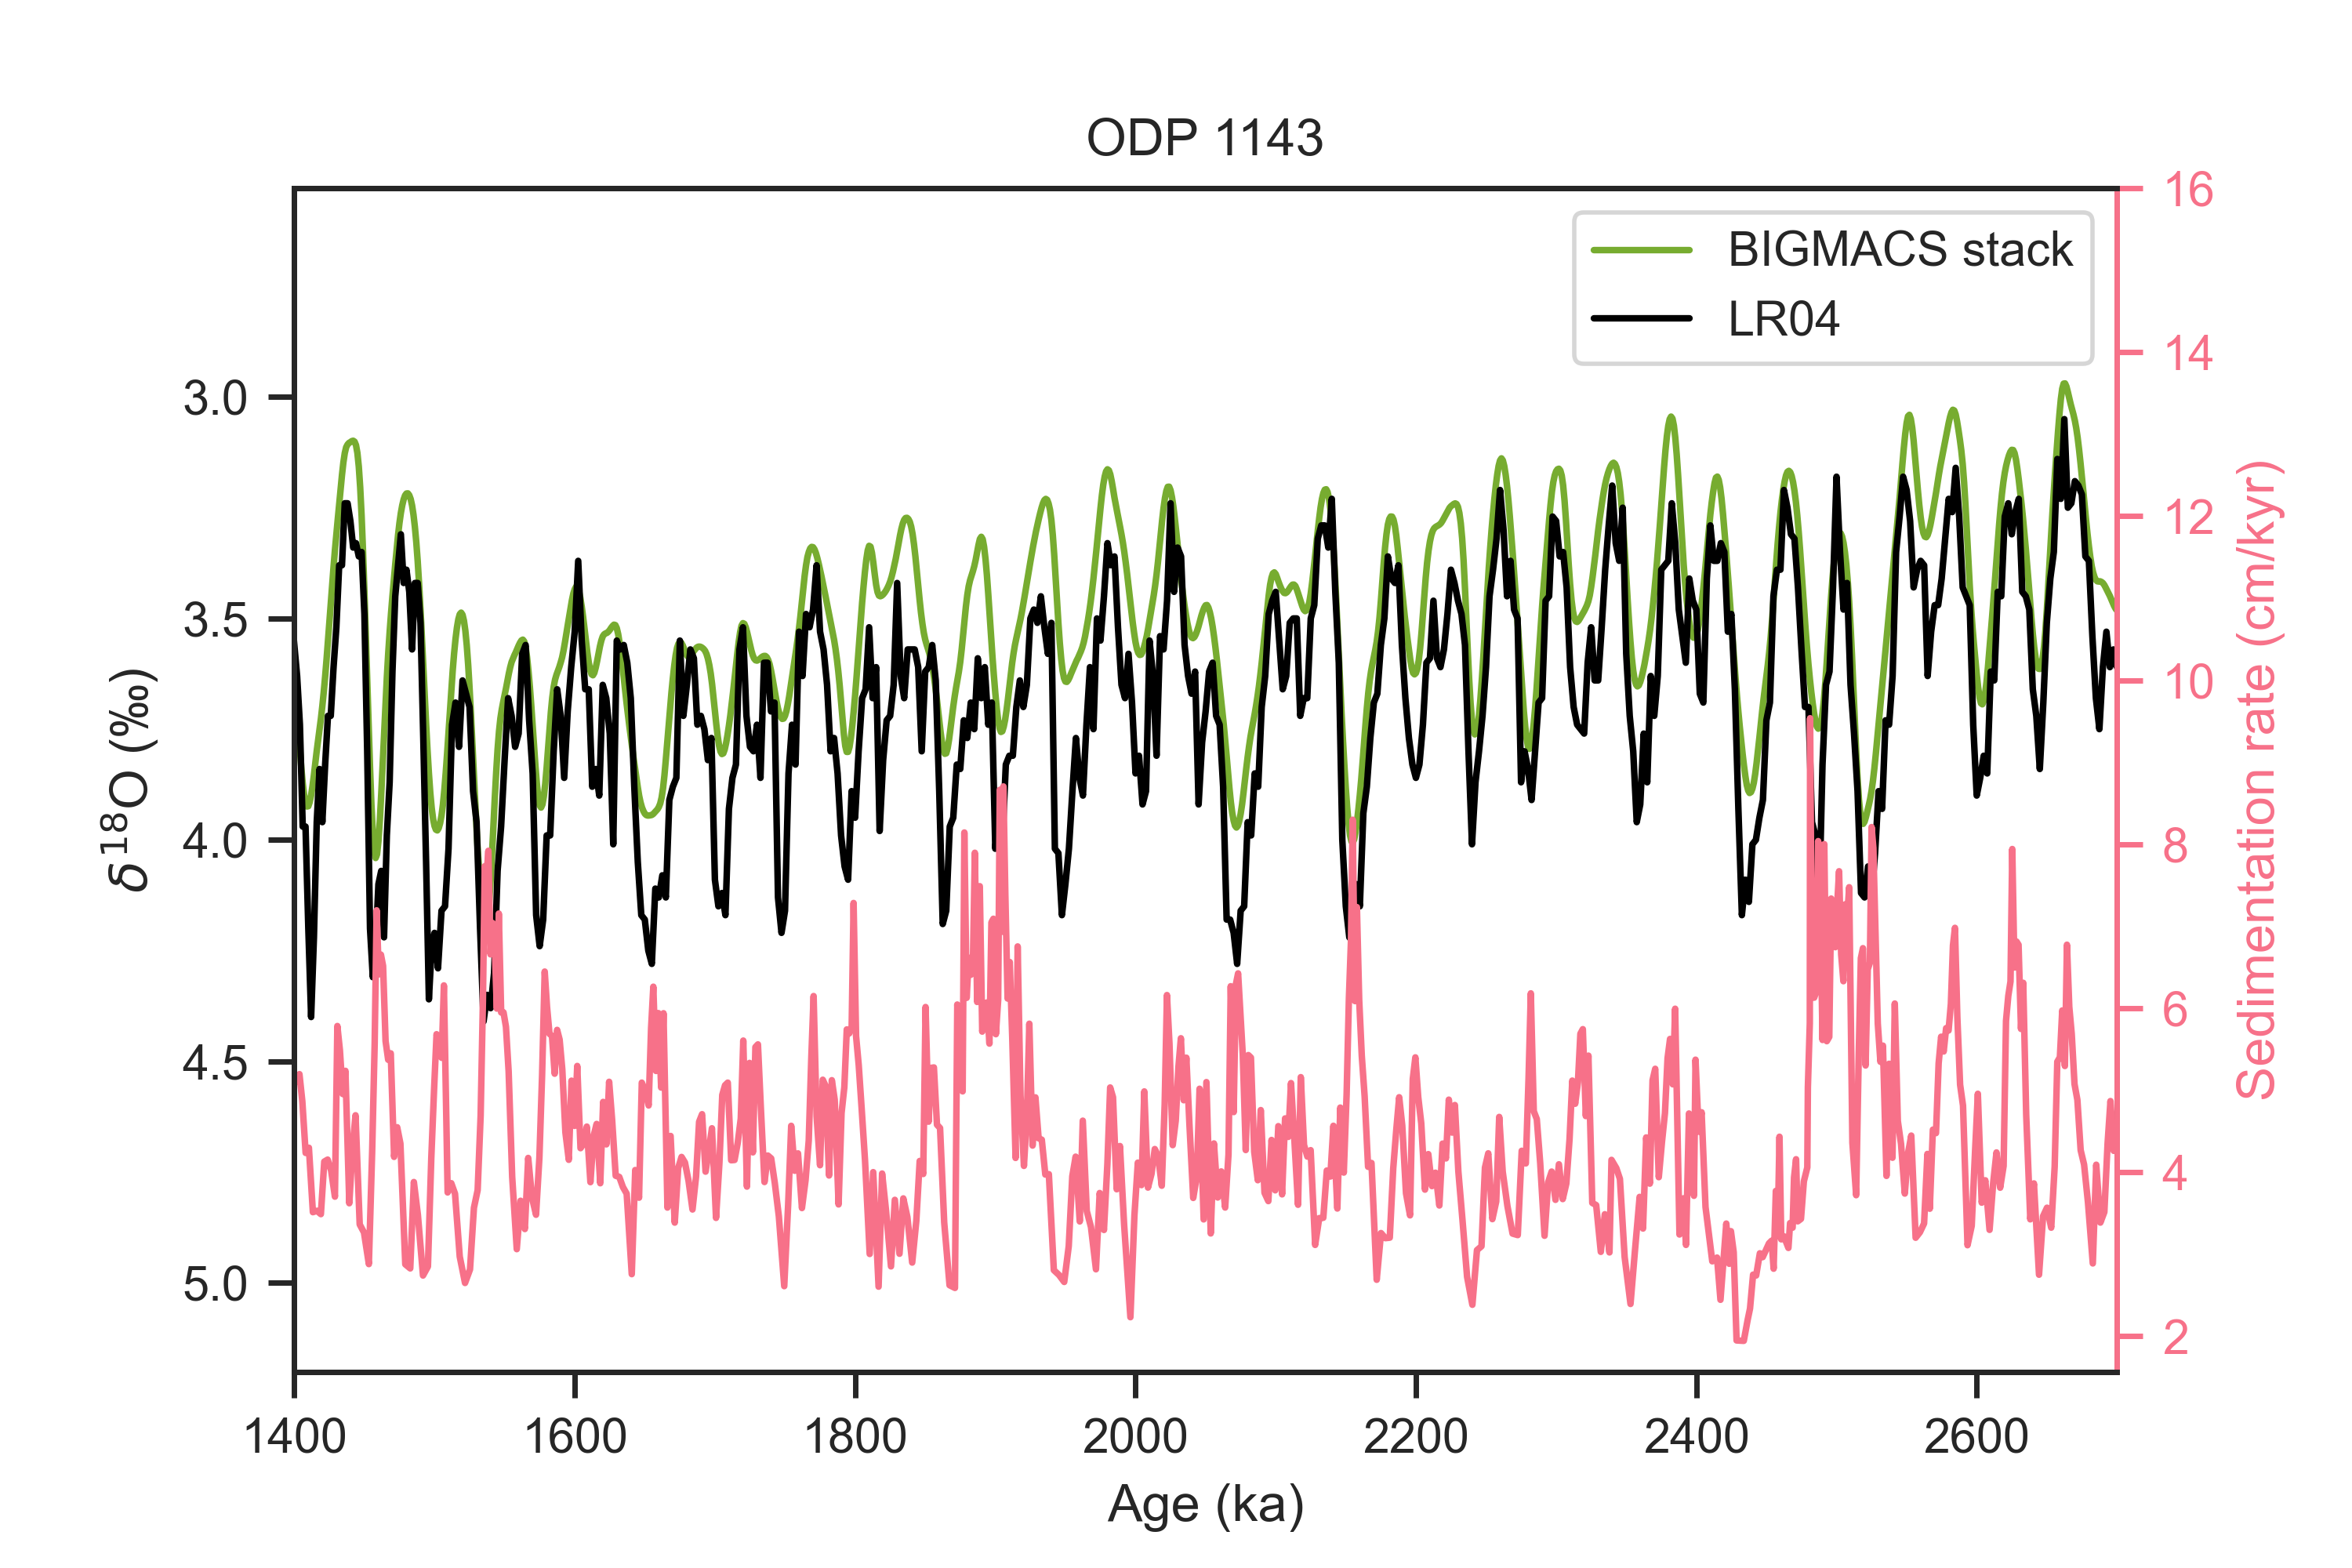 ODP 1143
BIGMACS stack
LR04
δ¹⁸O (‰)
3.0
3.5
4.0
4.5
5.0
16
14
12
10
8
6
4
2
Sedimentation rate (cm/kyr)
1400 1600 1800 2000 2200 2400 2600
Age (ka)